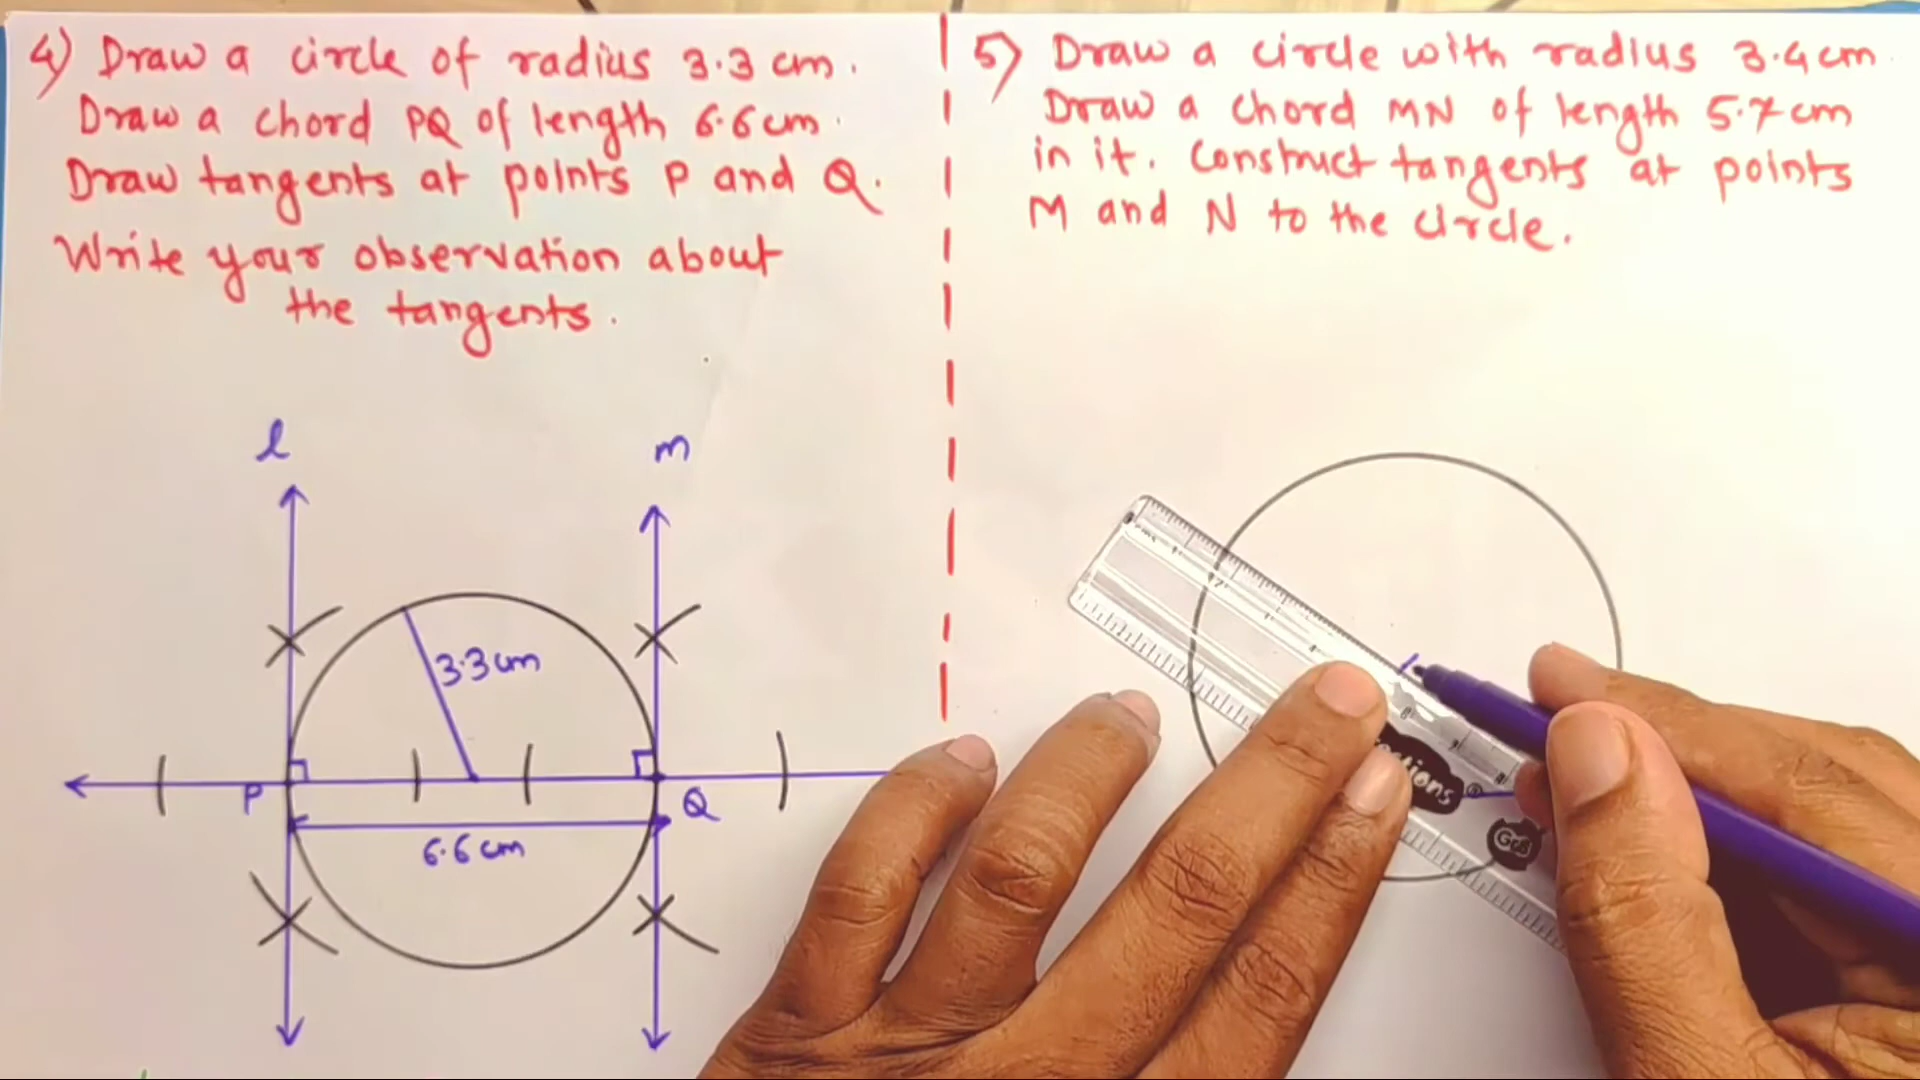 4) Draw a circle of radius 3.3 cm.
Draw a chord PQ of length 6.6 cm.
Draw tangents at points P and Q.
Write your observation about
the tangents.
l
m
3.3 cm
P
Q
6.6 cm
5) Draw a circle with radius 3.4 cm.
Draw a chord MN of length 5.7 cm
in it. Construct tangents at points
M and N to the circle.